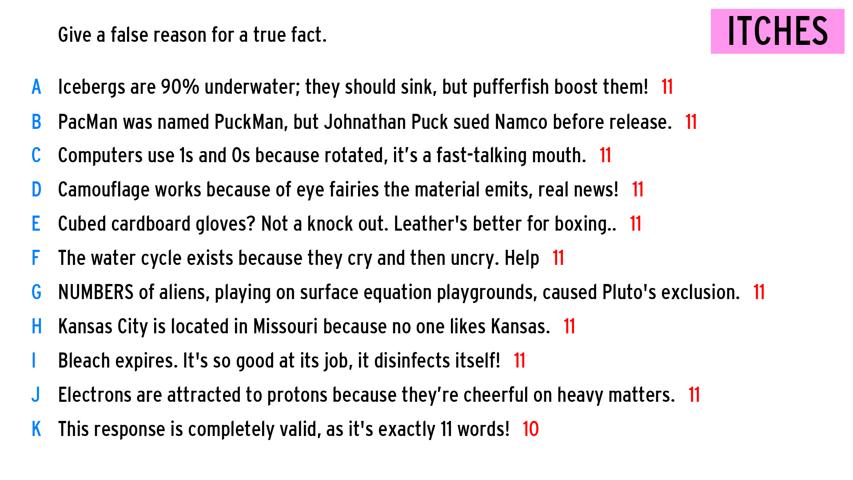 Give a false reason for a true fact.
ITCHES
A Icebergs are 90% underwater; they should sink, but pufferfish boost them! 11
B PacMan was named PuckMan, but Johnathan Puck sued Namco before release. 11
C Computers use 1s and 0s because rotated, it’s a fast-talking mouth. 11
D Camouflage works because of eye fairies the material emits, real news! 11
E Cubed cardboard gloves? Not a knock out. Leather's better for boxing.. 11
F The water cycle exists because they cry and then uncry. Help 11
G NUMBERS of aliens, playing on surface equation playgrounds, caused Pluto's exclusion. 11
H Kansas City is located in Missouri because no one likes Kansas. 11
I Bleach expires. It's so good at its job, it disinfects itself! 11
J Electrons are attracted to protons because they’re cheerful on heavy matters. 11
K This response is completely valid, as it's exactly 11 words! 10